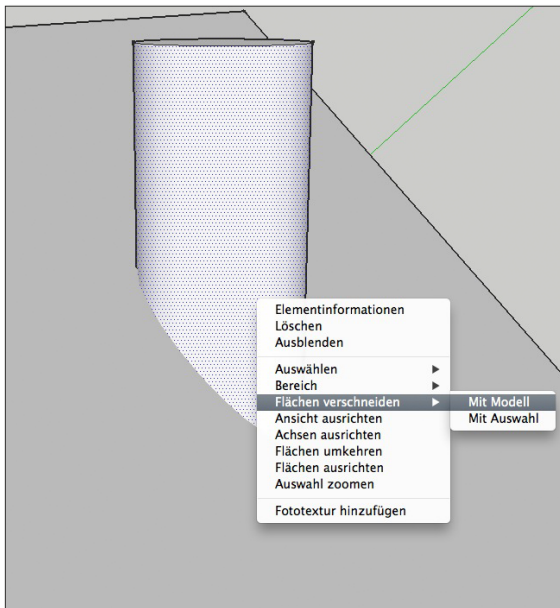 Elementinformationen
Löschen
Ausblenden
Auswählen
Bereich
Flächen verschneiden
Mit Modell
Ansicht ausrichten
Mit Auswahl
Achsen ausrichten
Flächen umkehren
Flächen ausrichten
Auswahl zoomen
Fototextur hinzufügen